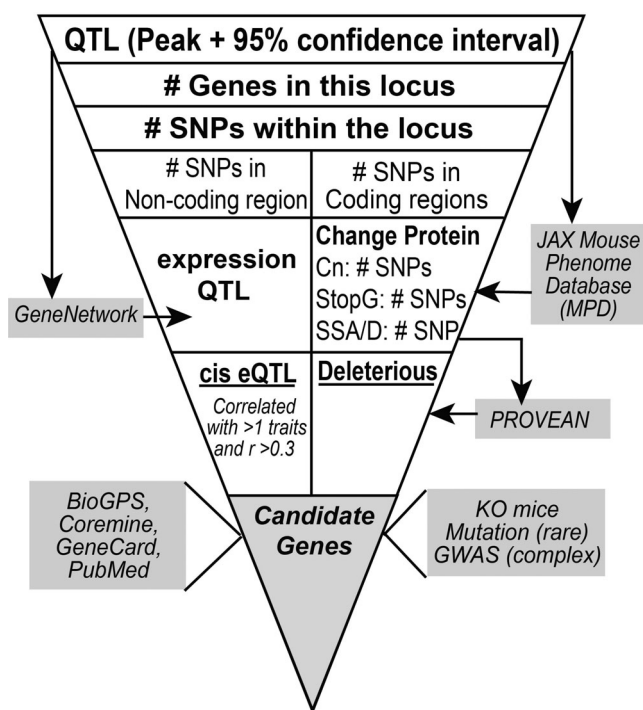 QTL (Peak + 95% confidence interval)
# Genes in this locus
# SNPs within the locus
# SNPs in
Non-coding region
# SNPs in
Coding regions
expression
QTL
Change Protein
Cn: # SNPs
StopG: # SNPs
SSA/D: # SNP
GeneNetwork
JAX Mouse
Phenome
Database
(MPD)
cis eQTL
Correlated
with >1 traits
and r >0.3
Deleterious
PROVEAN
BioGPS,
Coremine,
GeneCard,
PubMed
Candidate
Genes
KO mice
Mutation (rare)
GWAS (complex)